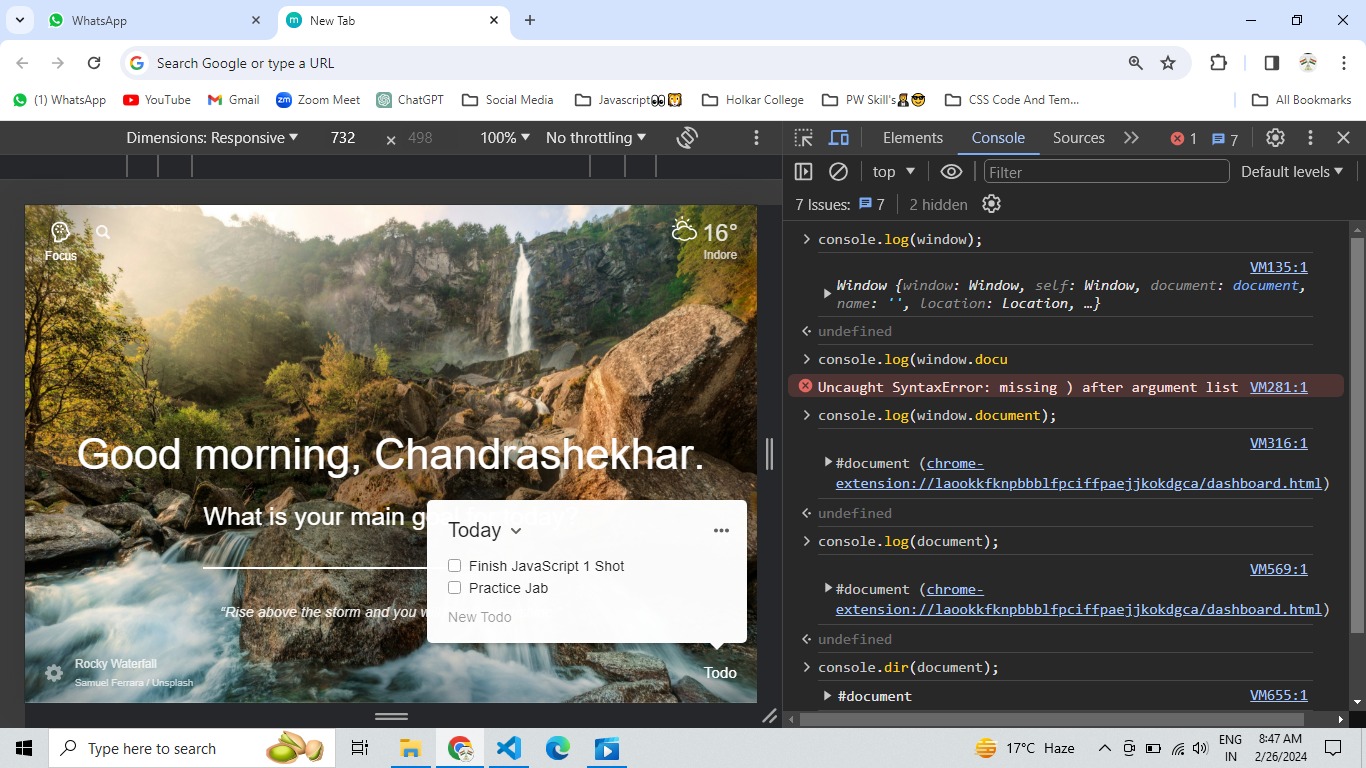 WhatsApp
New Tab
Search Google or type a URL
(1) WhatsApp
YouTube
Gmail
zm Zoom Meet
ChatGPT
Social Media
Javascript👀🦁
Holkar College
PW Skill's
CSS Code And Tem...
All Bookmarks
Dimensions: Responsive
732
×
498
100%
No throttling
Elements
Console
Sources
1
7
top
Filter
Default levels
7 Issues:
7
2 hidden
Focus
16°
Indore
Good morning, Chandrashekhar.
What is your main goal for today?
"Rise above the storm and you w
Today
Finish JavaScript 1 Shot
Practice Jab
New Todo
Rocky Waterfall
Samuel Ferrara / Unsplash
Todo
console.log(window);
VM135:1
Window {window: Window, self: Window, document: document,
name: '', location: Location, …}
undefined
console.log(window.docu
Uncaught SyntaxError: missing ) after argument list VM281:1
console.log(window.document);
VM316:1
#document (chrome-
extension://laookkfknpbbblfpciffpaejjkokdgca/dashboard.html)
undefined
console.log(document);
VM569:1
#document (chrome-
extension://laookkfknpbbblfpciffpaejjkokdgca/dashboard.html)
undefined
console.dir(document);
#document VM655:1
Type here to search
17°C Haze
ENG
IN
8:47 AM
2/26/2024